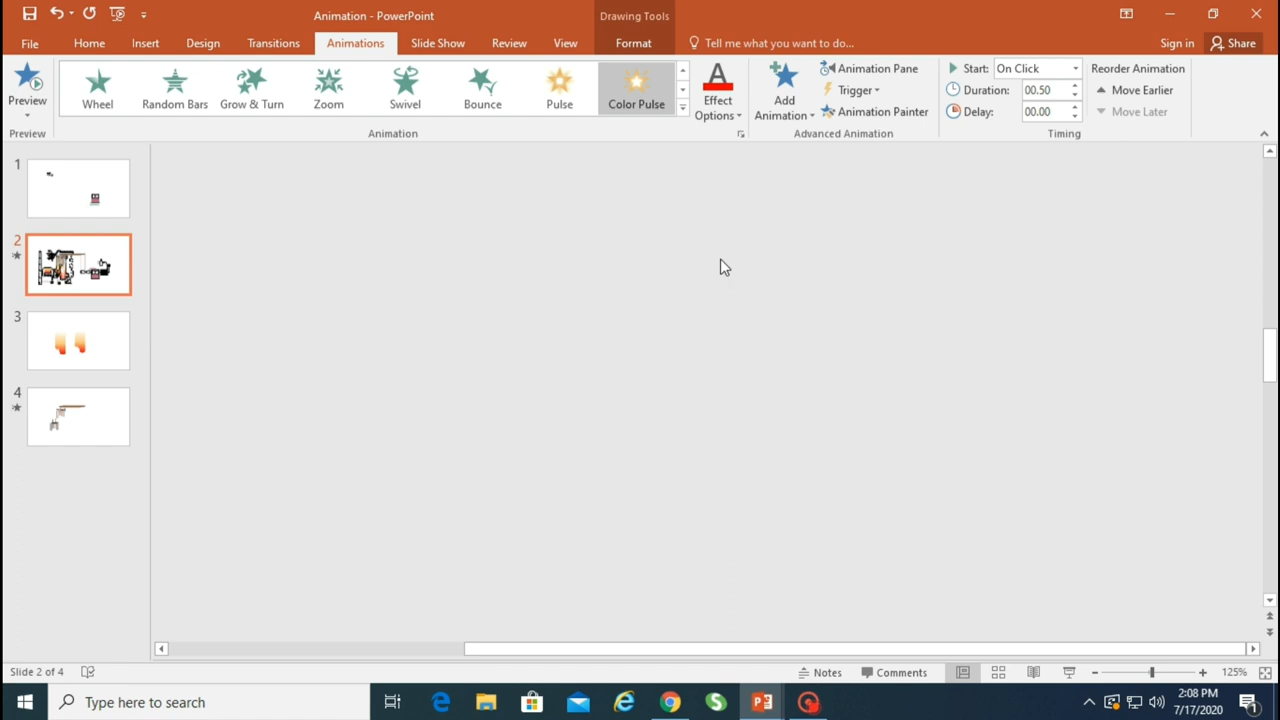 Animation - PowerPoint
Drawing Tools
File
Home
Insert
Design
Transitions
Animations
Slide Show
Review
View
Format
Tell me what you want to do...
Sign in
Share
Preview
Wheel
Random Bars
Grow & Turn
Zoom
Swivel
Bounce
Pulse
Color Pulse
Effect
Options
Add
Animation
Animation Pane
Trigger
Animation Painter
Start: On Click
Duration: 00.50
Delay: 00.00
Reorder Animation
Move Earlier
Move Later
Preview
Animation
Advanced Animation
Timing
1
2
3
4
Slide 2 of 4
Notes
Comments
125%
Type here to search
2:08 PM
7/17/2020
1